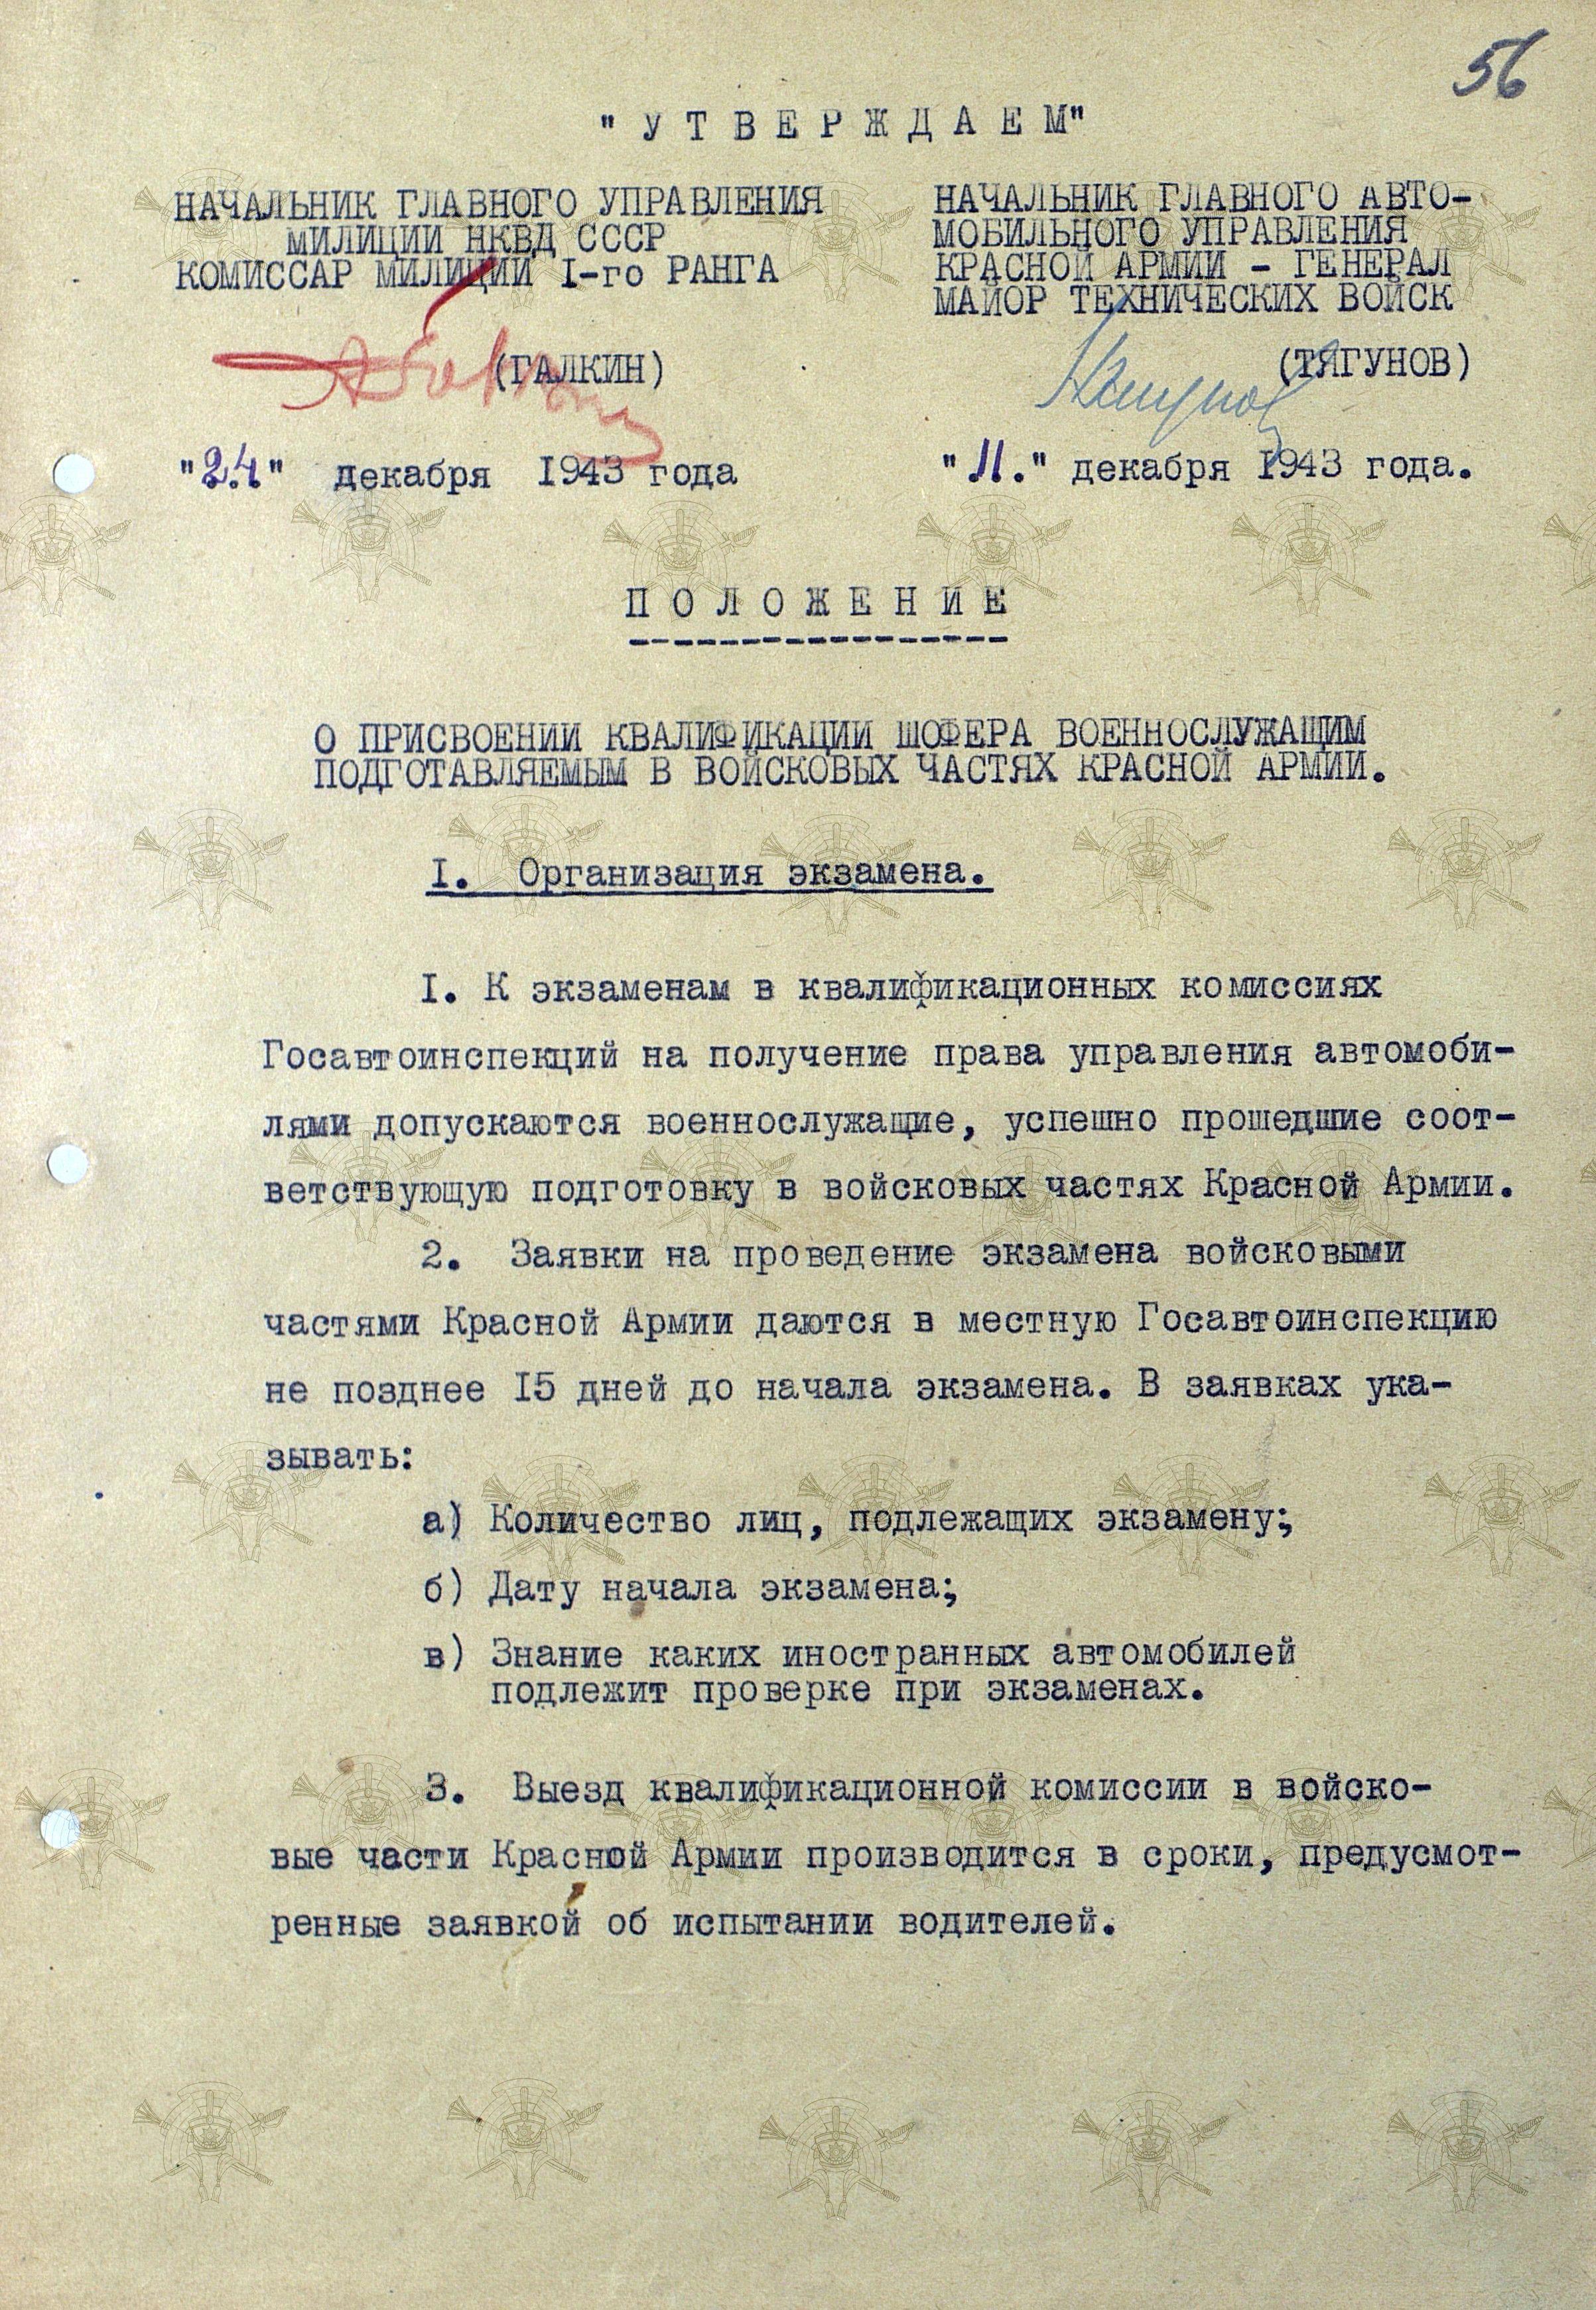 56
"УТВЕРЖДАЕМ"
НАЧАЛЬНИК ГЛАВНОГО УПРАВЛЕНИЯ
МИЛИЦИИ НКВД СССР
КОМИССАР МИЛИЦИИ I-го РАНГА
(ГАЛКИН)
"24" декабря 1943 года
НАЧАЛЬНИК ГЛАВНОГО АВТО-
МОБИЛЬНОГО УПРАВЛЕНИЯ
КРАСНОЙ АРМИИ - ГЕНЕРАЛ
МАЙОР ТЕХНИЧЕСКИХ ВОЙСК
(ТЯГУНОВ)
"11." декабря 1943 года.
ПОЛОЖЕНИЕ
О ПРИСВОЕНИИ КВАЛИФИКАЦИИ ШОФЕРА ВОЕННОСЛУЖАЩИМ
ПОДГОТАВЛЯЕМЫМ В ВОЙСКОВЫХ ЧАСТЯХ КРАСНОЙ АРМИИ.
I. Организация экзамена.
I. К экзаменам в квалификационных комиссиях
Госавтоинспекций на получение права управления автомоби-
лями допускаются военнослужащие, успешно прошедшие соот-
ветствующую подготовку в войсковых частях Красной Армии.
2. Заявки на проведение экзамена войсковыми
частями Красной Армии даются в местную Госавтоинспекцию
не позднее I5 дней до начала экзамена. В заявках ука-
зывать:
а) Количество лиц, подлежащих экзамену;
б) Дату начала экзамена;
в) Знание каких иностранных автомобилей
подлежит проверке при экзаменах.
3. Выезд квалификационной комиссии в войско-
вые части Красной Армии производится в сроки, предусмот-
ренные заявкой об испытании водителей.